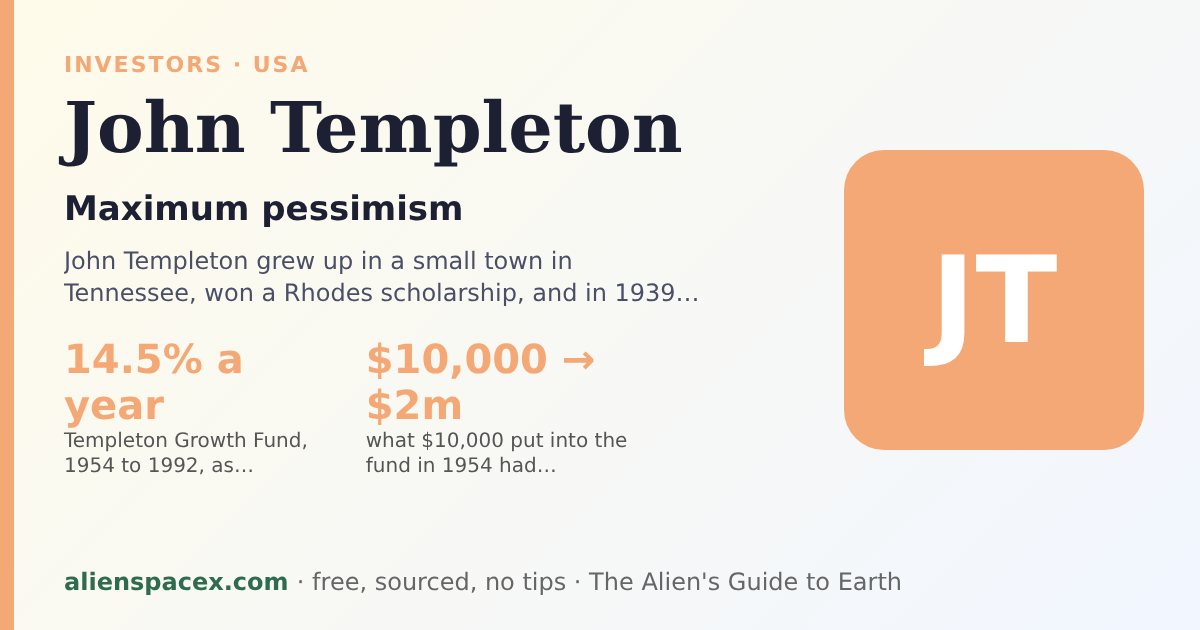 INVESTORS · USA
John Templeton
Maximum pessimism
John Templeton grew up in a small town in
Tennessee, won a Rhodes scholarship, and in 1939…
14.5% a
year
Templeton Growth Fund,
1954 to 1992, as…
$10,000 →
$2m
what $10,000 put into the
fund in 1954 had…
JT
alienspacex.com · free, sourced, no tips · The Alien's Guide to Earth